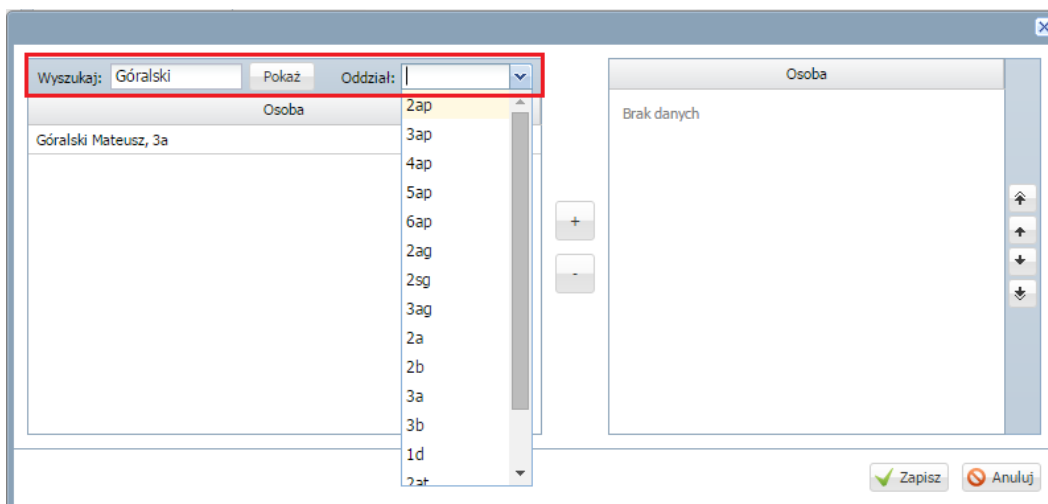 Wyszukaj: Góralski Pokaż Oddział:
Osoba
Góralski Mateusz, 3a
2ap
3ap
4ap
5ap
6ap
2ag
2sg
3ag
2a
2b
3a
3b
1d
2at
+
-
Osoba
Brak danych
Zapisz Anuluj